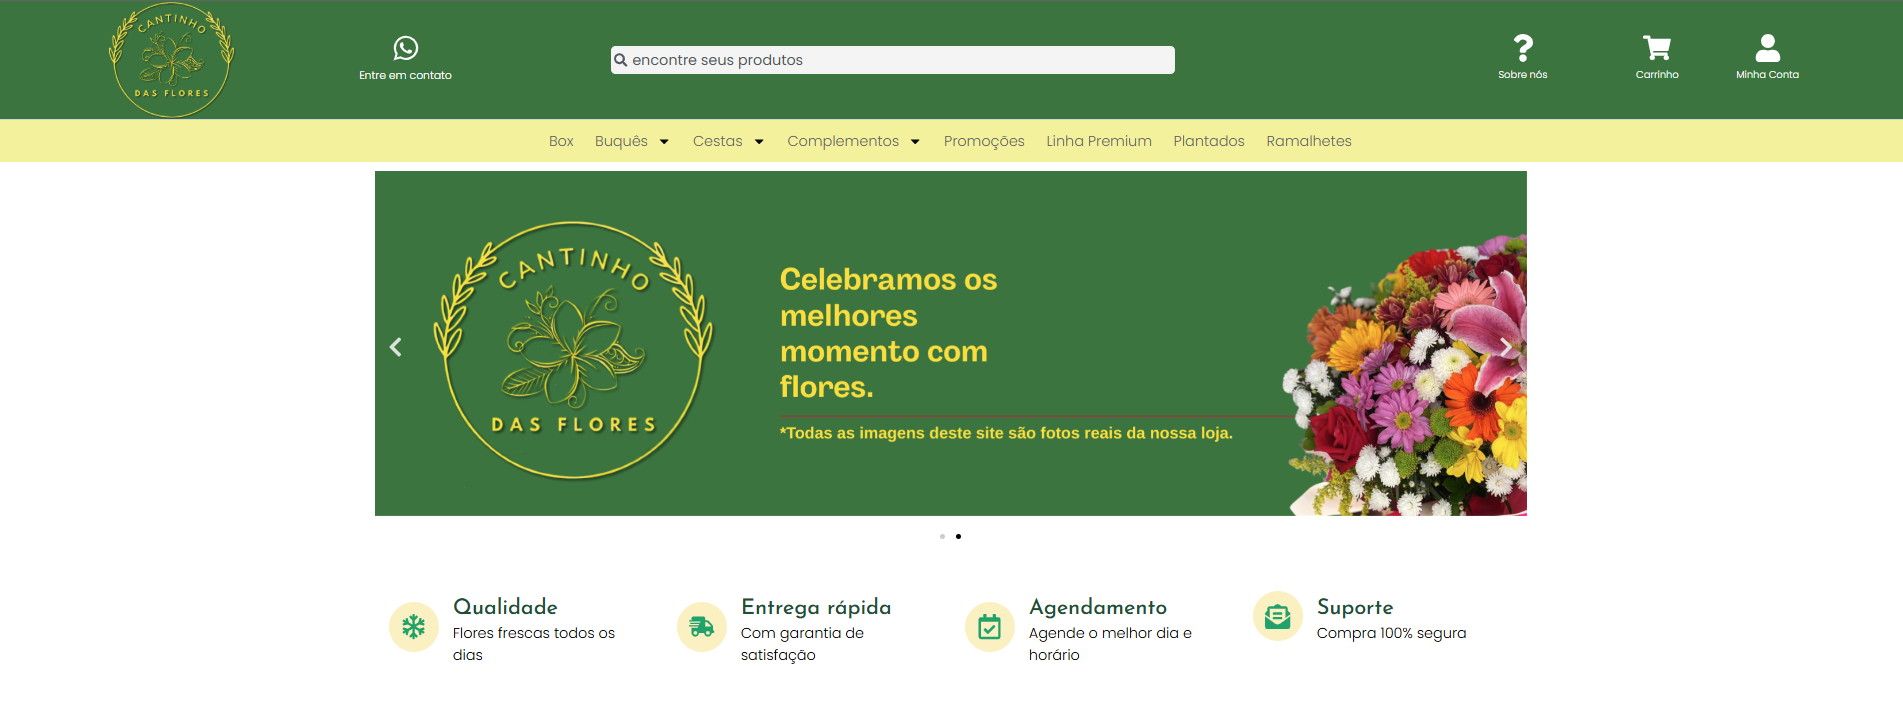 CANTINHO
DAS FLORES
Entre em contato
encontre seus produtos
Sobre nós
Carrinho
Minha Conta
Box Buquês Cestas Complementos Promoções Linha Premium Plantados Ramalhetes
CANTINHO
DAS FLORES
Celebramos os
melhores
momento com
flores.
*Todas as imagens deste site são fotos reais da nossa loja.
Qualidade
Flores frescas todos os
dias
Entrega rápida
Com garantia de
satisfação
Agendamento
Agende o melhor dia e
horário
Suporte
Compra 100% segura